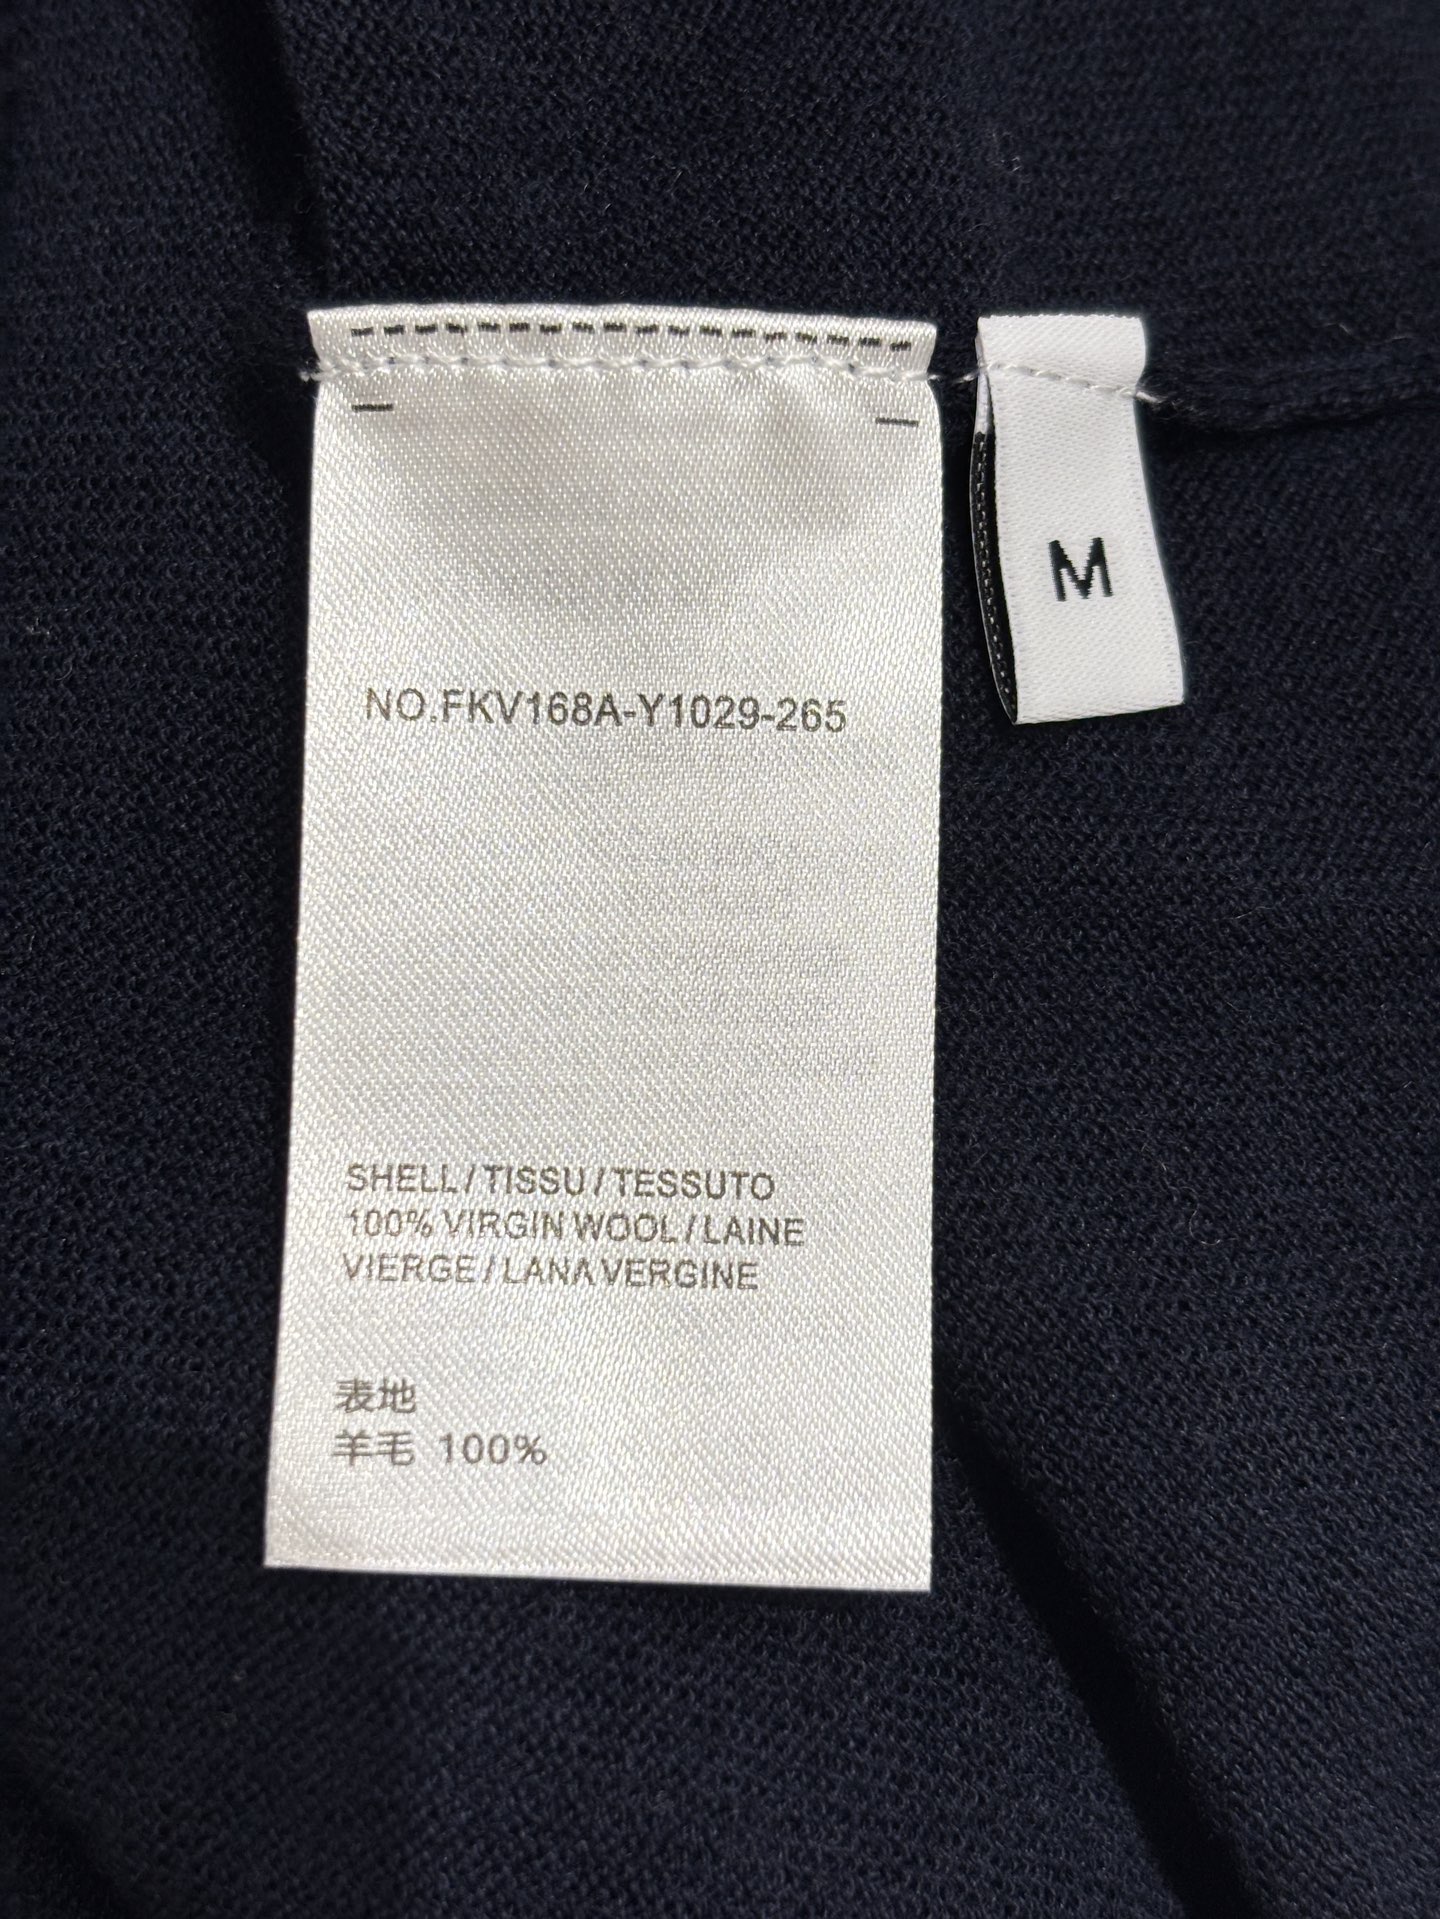 NO.FKV168A-Y1029-265
M
SHELL/TISSU/TESSUTO
100% VIRGIN WOOL/LAINE
VIERGE/LANA VERGINE
表地
羊毛 100%